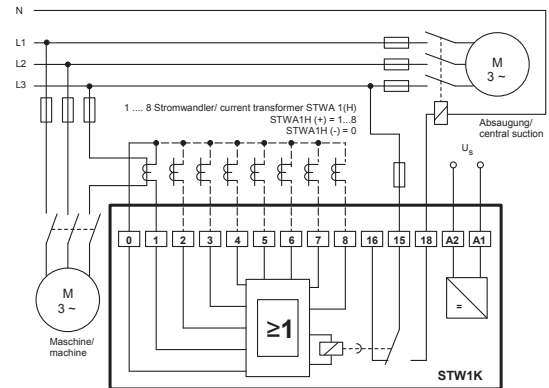 N
L1
L2
L3
M
3 ~
1 .... 8 Stromwandler/ current transformer STWA 1(H)
STWA1H (+) = 1...8
STWA1H (-) = 0
Absaugung/
central suction
US
0 1 2 3 4 5 6 7 8 16 15 18 A2 A1
M
3 ~
Maschine/
machine
≥1
=
STW1K